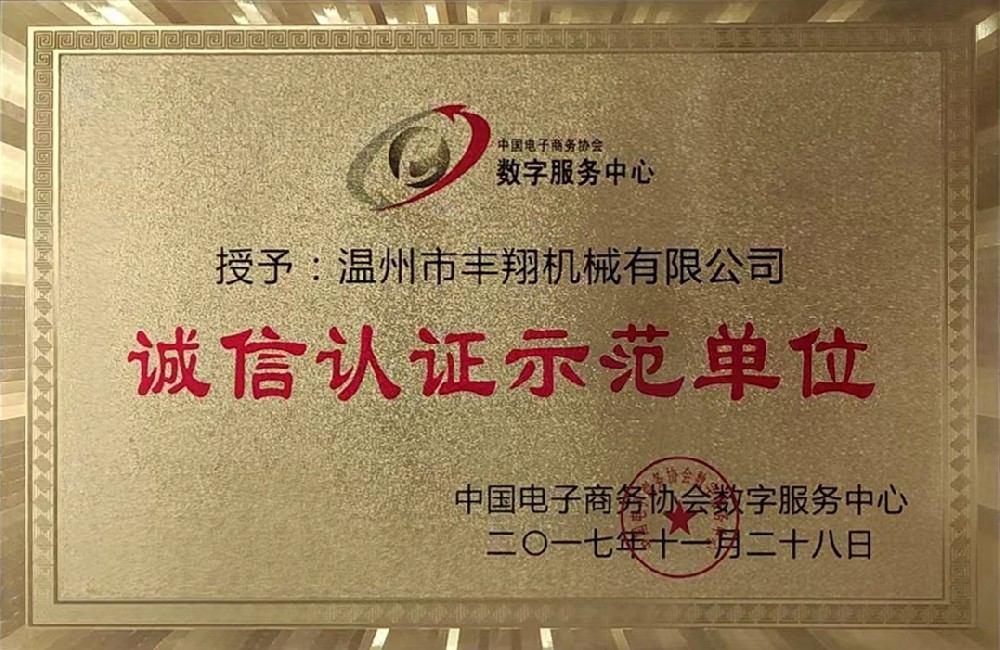 中国电子商务协会
数字服务中心
授予：温州市丰翔机械有限公司
诚信认证示范单位
中国电子商务协会数字服务中心
二〇一七年十一月二十八日